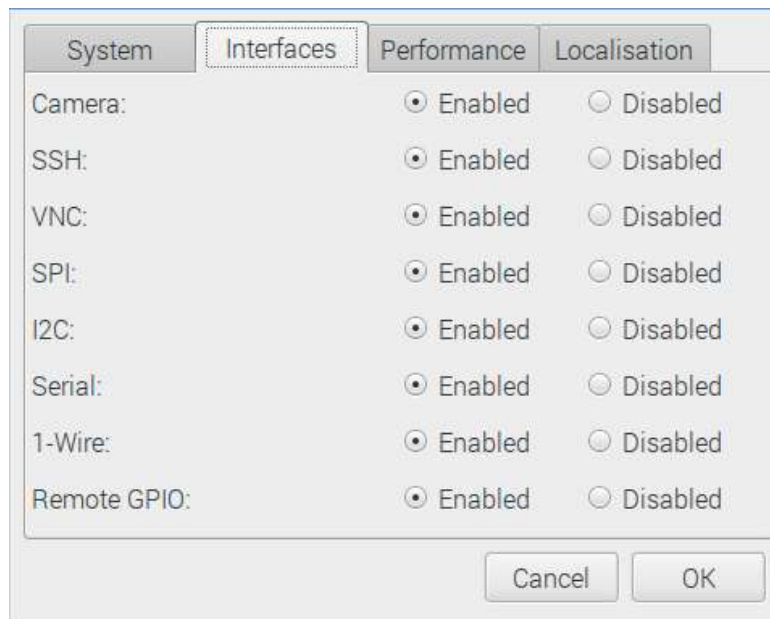 System Interfaces Performance Localisation
Camera: Enabled Disabled
SSH: Enabled Disabled
VNC: Enabled Disabled
SPI: Enabled Disabled
I2C: Enabled Disabled
Serial: Enabled Disabled
1-Wire: Enabled Disabled
Remote GPIO: Enabled Disabled
Cancel OK